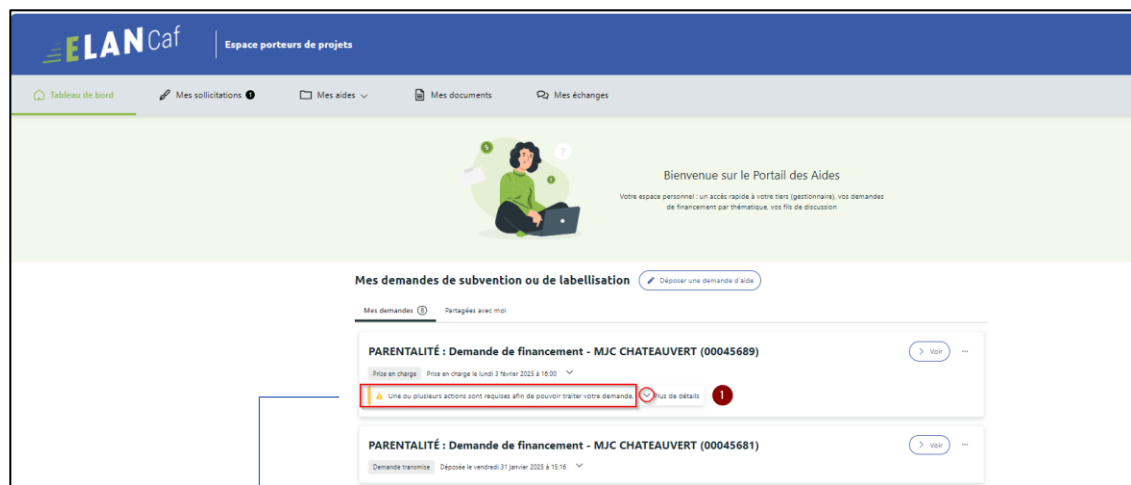 ELANCaf
Espace porteurs de projets
Tableau de bord
Mes sollicitations 1
Mes aides
Mes documents
Mes échanges
Bienvenue sur le Portail des Aides
Votre espace personnel : un accès rapide à votre tiers (gestionnaire), vos demandes
de financement par thématique, vos fils de discussion
Mes demandes de subvention ou de labellisation
Déposer une demande d'aide
Mes demandes 8
Partagées avec moi
PARENTALITÉ : Demande de financement - MJC CHATEAUVERT (00045689)
Voir
Prise en charge
Prise en charge le lundi 3 février 2025 à 16:00
Une ou plusieurs actions sont requises afin de pouvoir traiter votre demande.
Plus de détails
1
PARENTALITÉ : Demande de financement - MJC CHATEAUVERT (00045681)
Voir
Demande transmise
Déposée le vendredi 31 janvier 2025 à 15:16